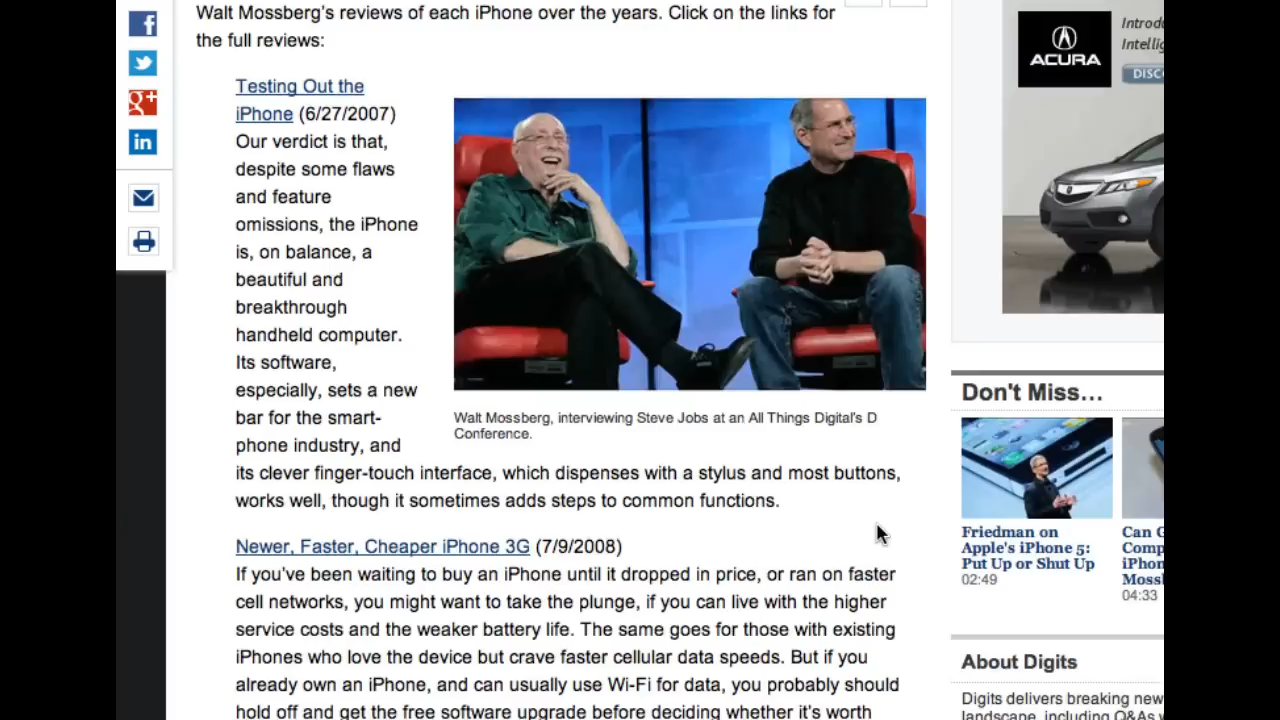 Walt Mossberg's reviews of each iPhone over the years. Click on the links for
the full reviews:
Testing Out the
iPhone (6/27/2007)
Our verdict is that,
despite some flaws
and feature
omissions, the iPhone
is, on balance, a
beautiful and
breakthrough
handheld computer.
Its software,
especially, sets a new
bar for the smart-
phone industry, and
its clever finger-touch interface, which dispenses with a stylus and most buttons,
works well, though it sometimes adds steps to common functions.
Walt Mossberg, interviewing Steve Jobs at an All Things Digital's D
Conference.
Newer, Faster, Cheaper iPhone 3G (7/9/2008)
If you've been waiting to buy an iPhone until it dropped in price, or ran on faster
cell networks, you might want to take the plunge, if you can live with the higher
service costs and the weaker battery life. The same goes for those with existing
iPhones who love the device but crave faster cellular data speeds. But if you
already own an iPhone, and can usually use Wi-Fi for data, you probably should
hold off and get the free software upgrade before deciding whether it's worth
f
g+
in
ACURA
Introdu
Intellig
DISC
Don't Miss...
Friedman on
Apple's iPhone 5:
Put Up or Shut Up
02:49
Can G
Comp
iPhon
Moss
04:33
About Digits
Digits delivers breaking new
landscape, including Q&As